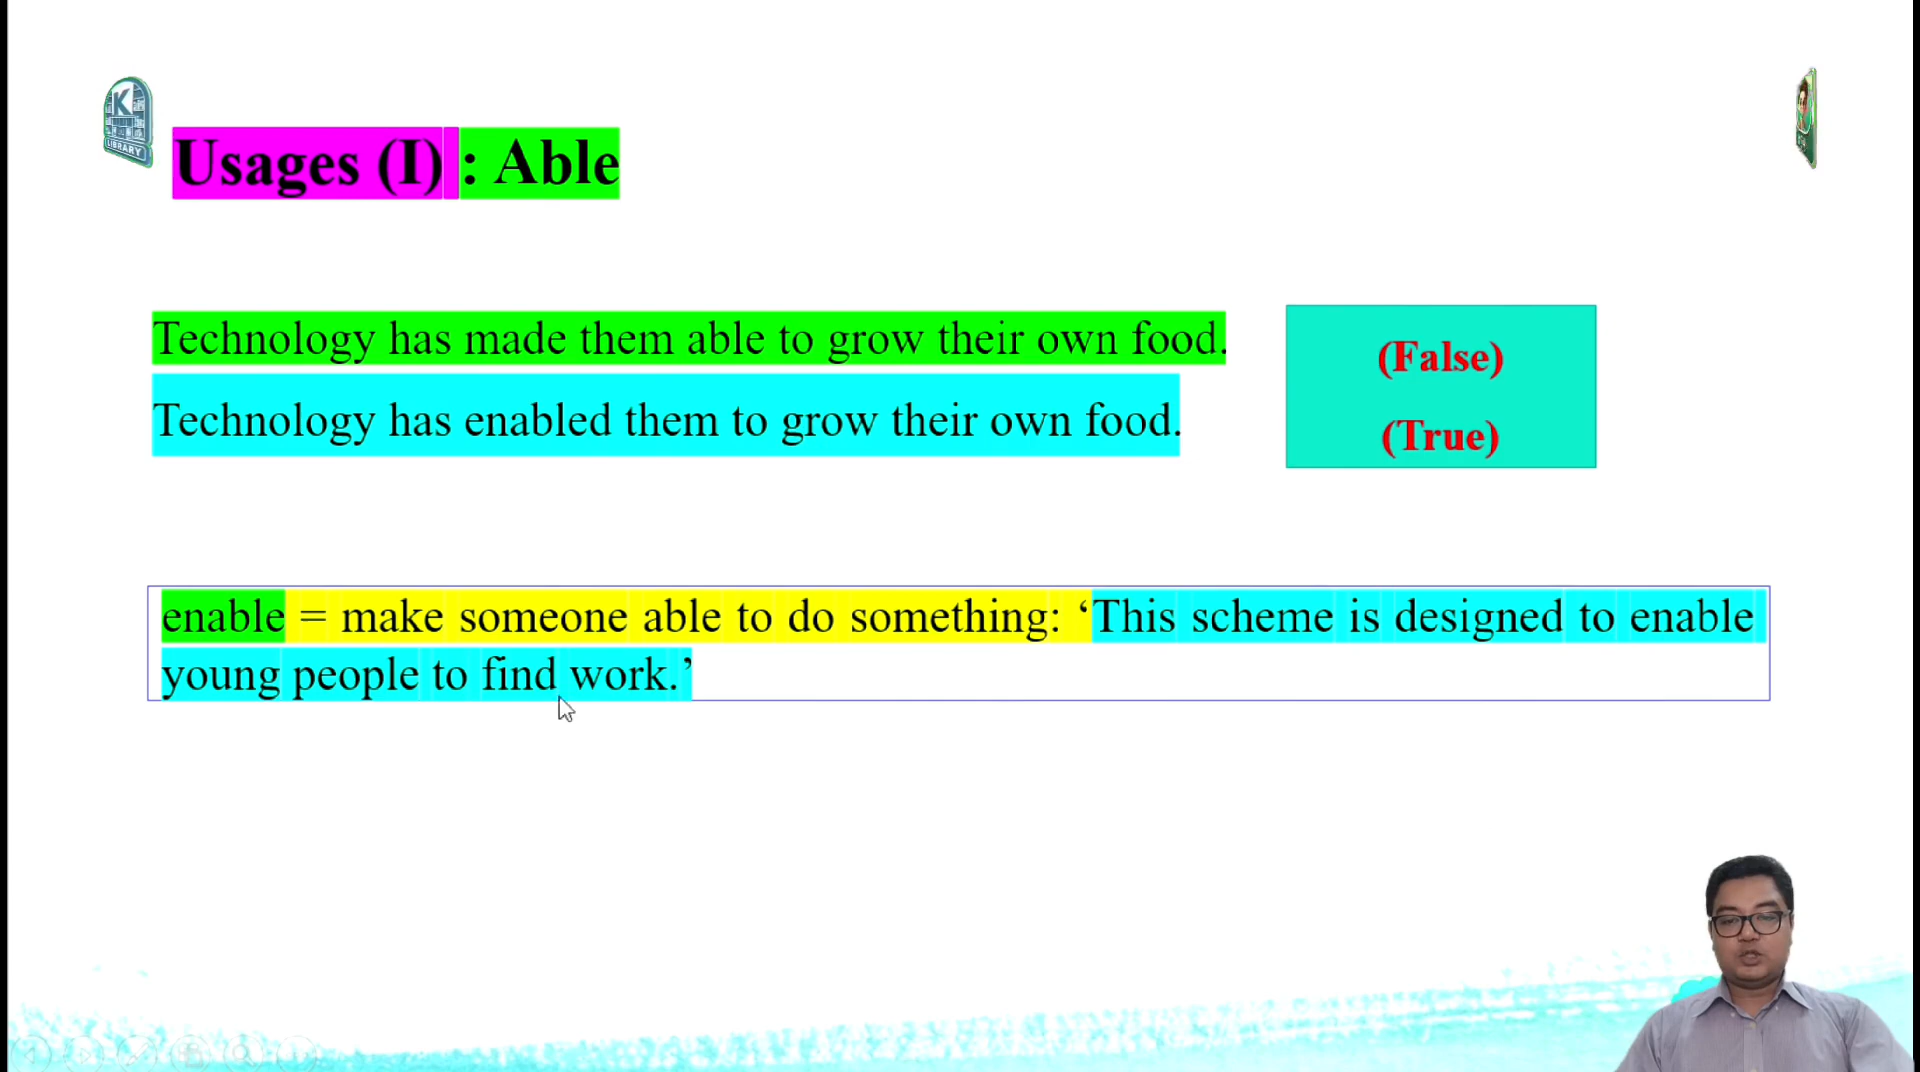 K
LIBRARY
Usages (I) : Able
Technology has made them able to grow their own food.
(False)
Technology has enabled them to grow their own food.
(True)
enable = make someone able to do something: ‘This scheme is designed to enable
young people to find work.’